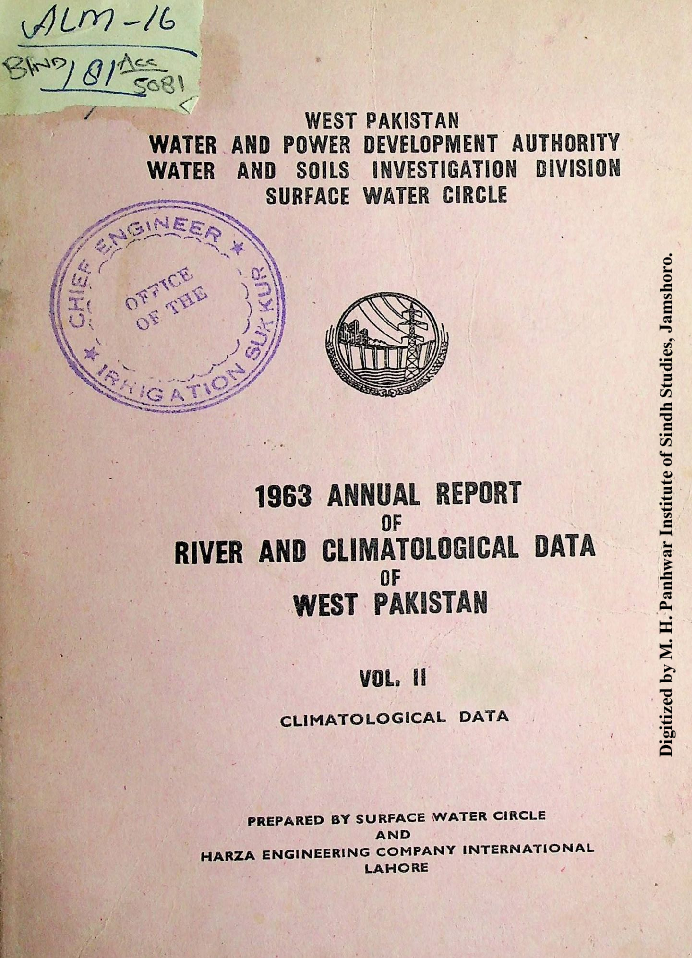 ALM-16
BIND 181 Acc
5081
WEST PAKISTAN
WATER AND POWER DEVELOPMENT AUTHORITY
WATER AND SOILS INVESTIGATION DIVISION
SURFACE WATER CIRCLE
CHIEF ENGINEER
OFFICE
OF THE
IRRIGATION SUKKUR
1963 ANNUAL REPORT
OF
RIVER AND CLIMATOLOGICAL DATA
OF
WEST PAKISTAN
VOL. II
CLIMATOLOGICAL DATA
PREPARED BY SURFACE WATER CIRCLE
AND
HARZA ENGINEERING COMPANY INTERNATIONAL
LAHORE
Digitized by M. H. Panhwar Institute of Sindh Studies, Jamshoro.